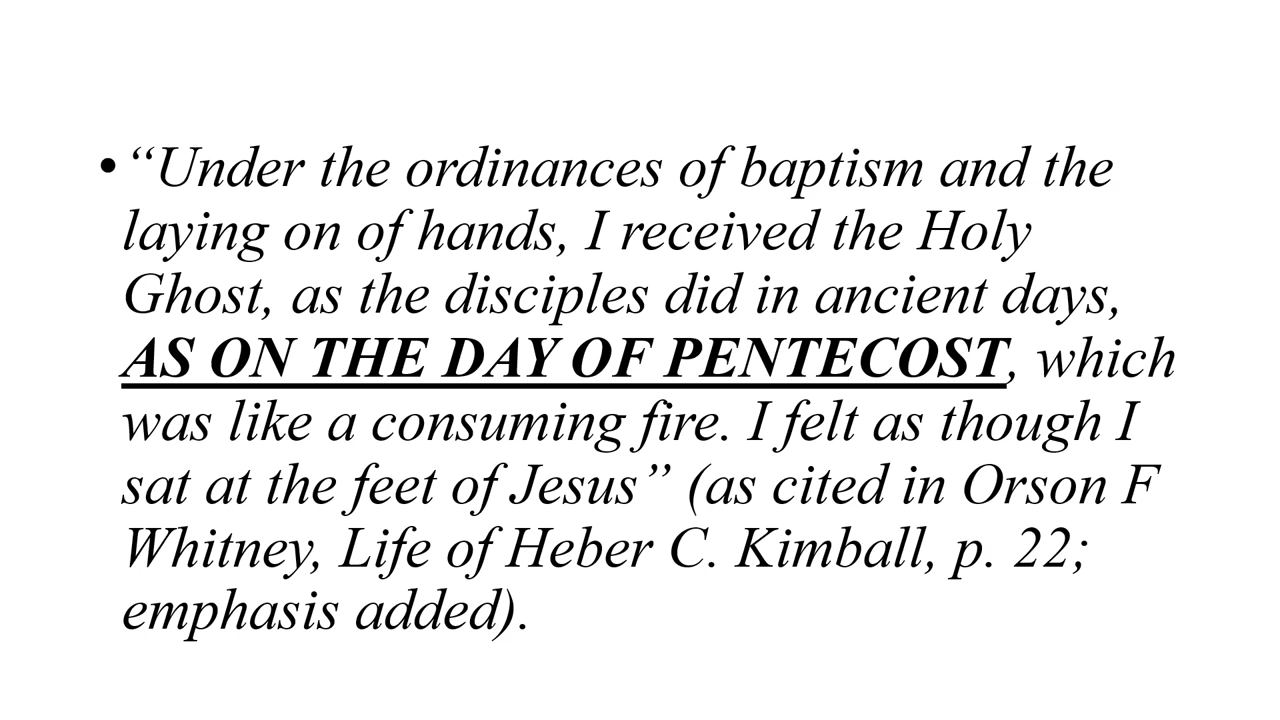 •“Under the ordinances of baptism and the
laying on of hands, I received the Holy
Ghost, as the disciples did in ancient days,
AS ON THE DAY OF PENTECOST, which
was like a consuming fire. I felt as though I
sat at the feet of Jesus” (as cited in Orson F
Whitney, Life of Heber C. Kimball, p. 22;
emphasis added).